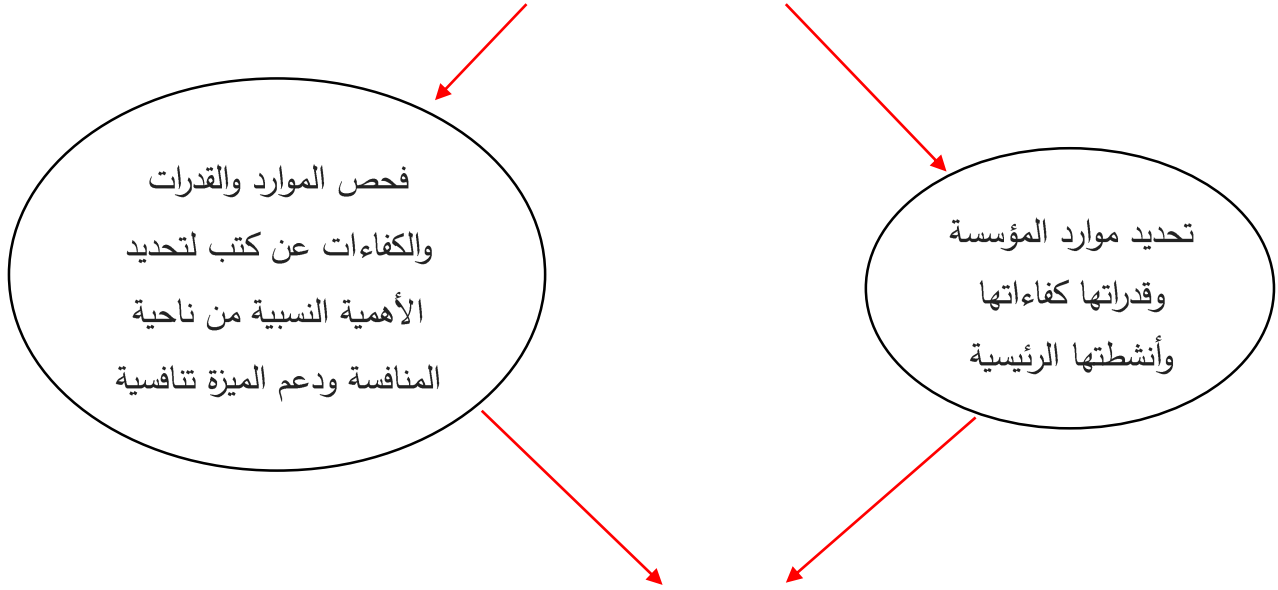 تحديد موارد المؤسسة
وقدراتها كفاءاتها
وأنشطتها الرئيسية
فحص الموارد والقدرات
والكفاءات عن كتب لتحديد
الأهمية النسبية من ناحية
المنافسة ودعم الميزة تنافسية